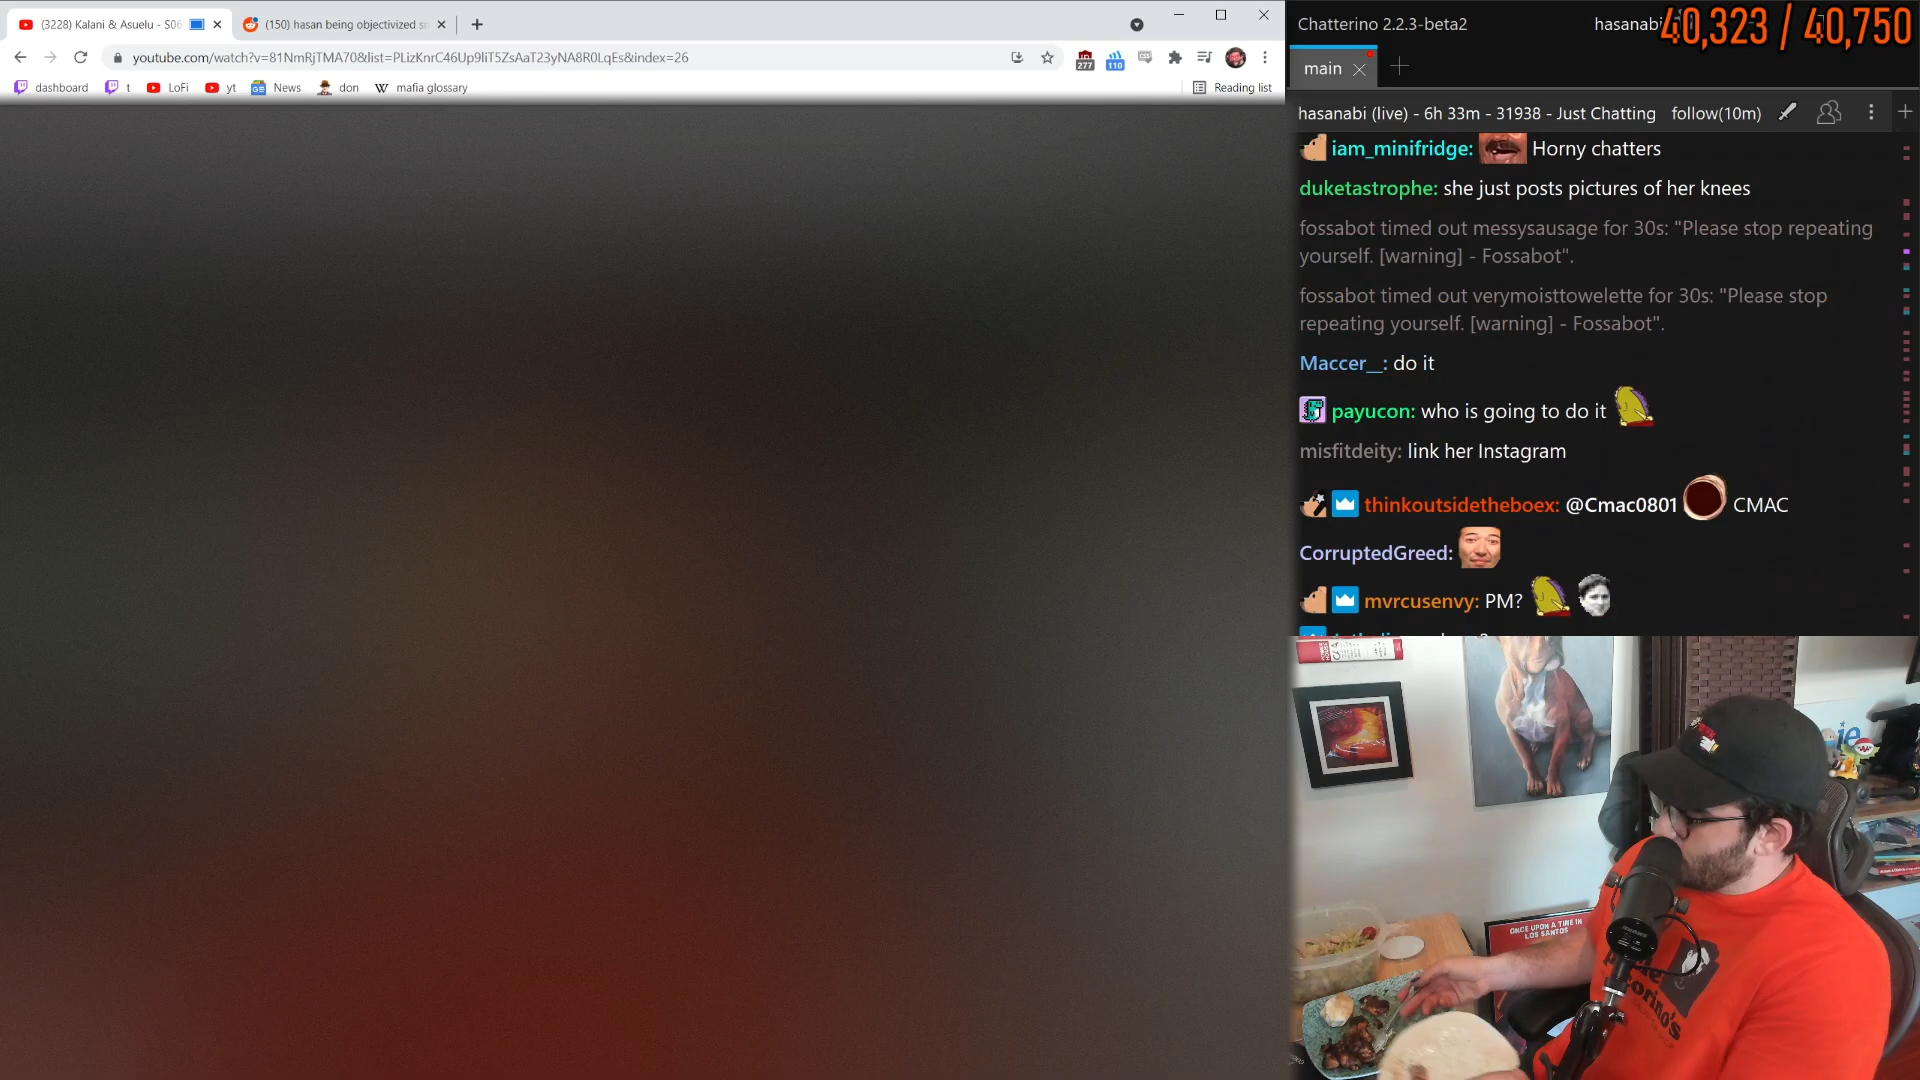 (3228) Kalani & Asuelu - S06
(150) hasan being objectivized sn
youtube.com/watch?v=81NmRjTMA70&list=PLizKnrC46Up9liT5ZsAaT23yNA8R0LqEs&index=26
277
110
dashboard
t
LoFi
yt
News
don
mafia glossary
Reading list
Chatterino 2.2.3-beta2
hasanabi
40,323 / 40,750
main
hasanabi (live) - 6h 33m - 31938 - Just Chatting
follow(10m)
iam_minifridge: Horny chatters
duketastrophe: she just posts pictures of her knees
fossabot timed out messysausage for 30s: "Please stop repeating
yourself. [warning] - Fossabot".
fossabot timed out verymoisttowelette for 30s: "Please stop
repeating yourself. [warning] - Fossabot".
Maccer__: do it
payucon: who is going to do it
misfitdeity: link her Instagram
thinkoutsidetheboex: @Cmac0801 CMAC
CorruptedGreed:
mvrcusenvy: PM?
ONCE UPON A TIME IN
LOS SANTOS